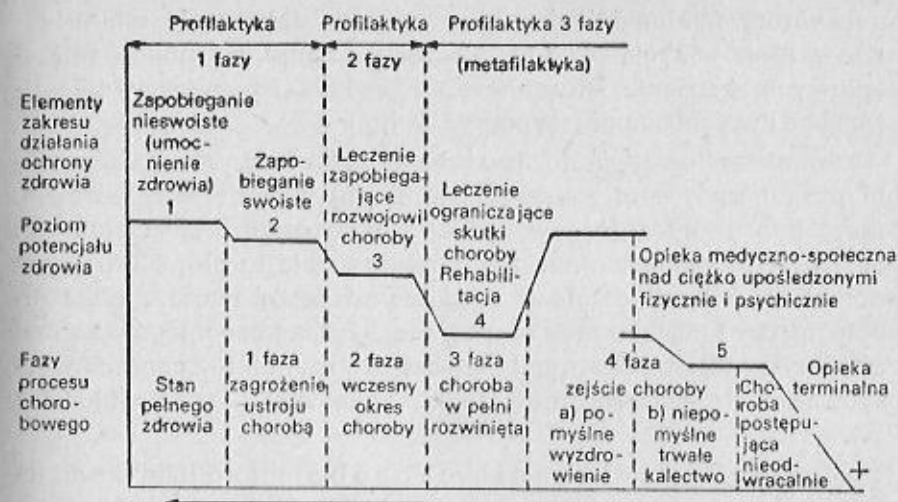 Profilaktyka
1 fazy
Profilaktyka
2 fazy
Profilaktyka 3 fazy
(metafilaktyka)
Elementy
zakresu
działania
ochrony
zdrowia
Zapobieganie
nieswoiste
(umoc-
nienie
zdrowia)
1
Zapo-
bieganie
swoiste
2
Leczenie
zapobiega-
jące
rozwojowi
choroby
3
Leczenie
ograniczające
skutki
choroby
Rehabili-
tacja
4
Poziom
potencjału
zdrowia
Opieka medyczno-społeczna
nad ciężko upośledzonymi
fizycznie i psychicznie
5
Opieka
terminalna
Fazy
procesu
choro-
bowego
Stan
pełnego
zdrowia
1 faza
zagrożenie
ustroju
chorobą
2 faza
wczesny
okres
choroby
3 faza
choroba
w pełni
rozwinięta
4 faza
zejście choroby
a) po-
myślne
wyzdro-
wienie
b) niepo-
myślne
trwałe
kalectwo
Cho-
roba
postępu-
jąca
nieod-
wracalnie
+